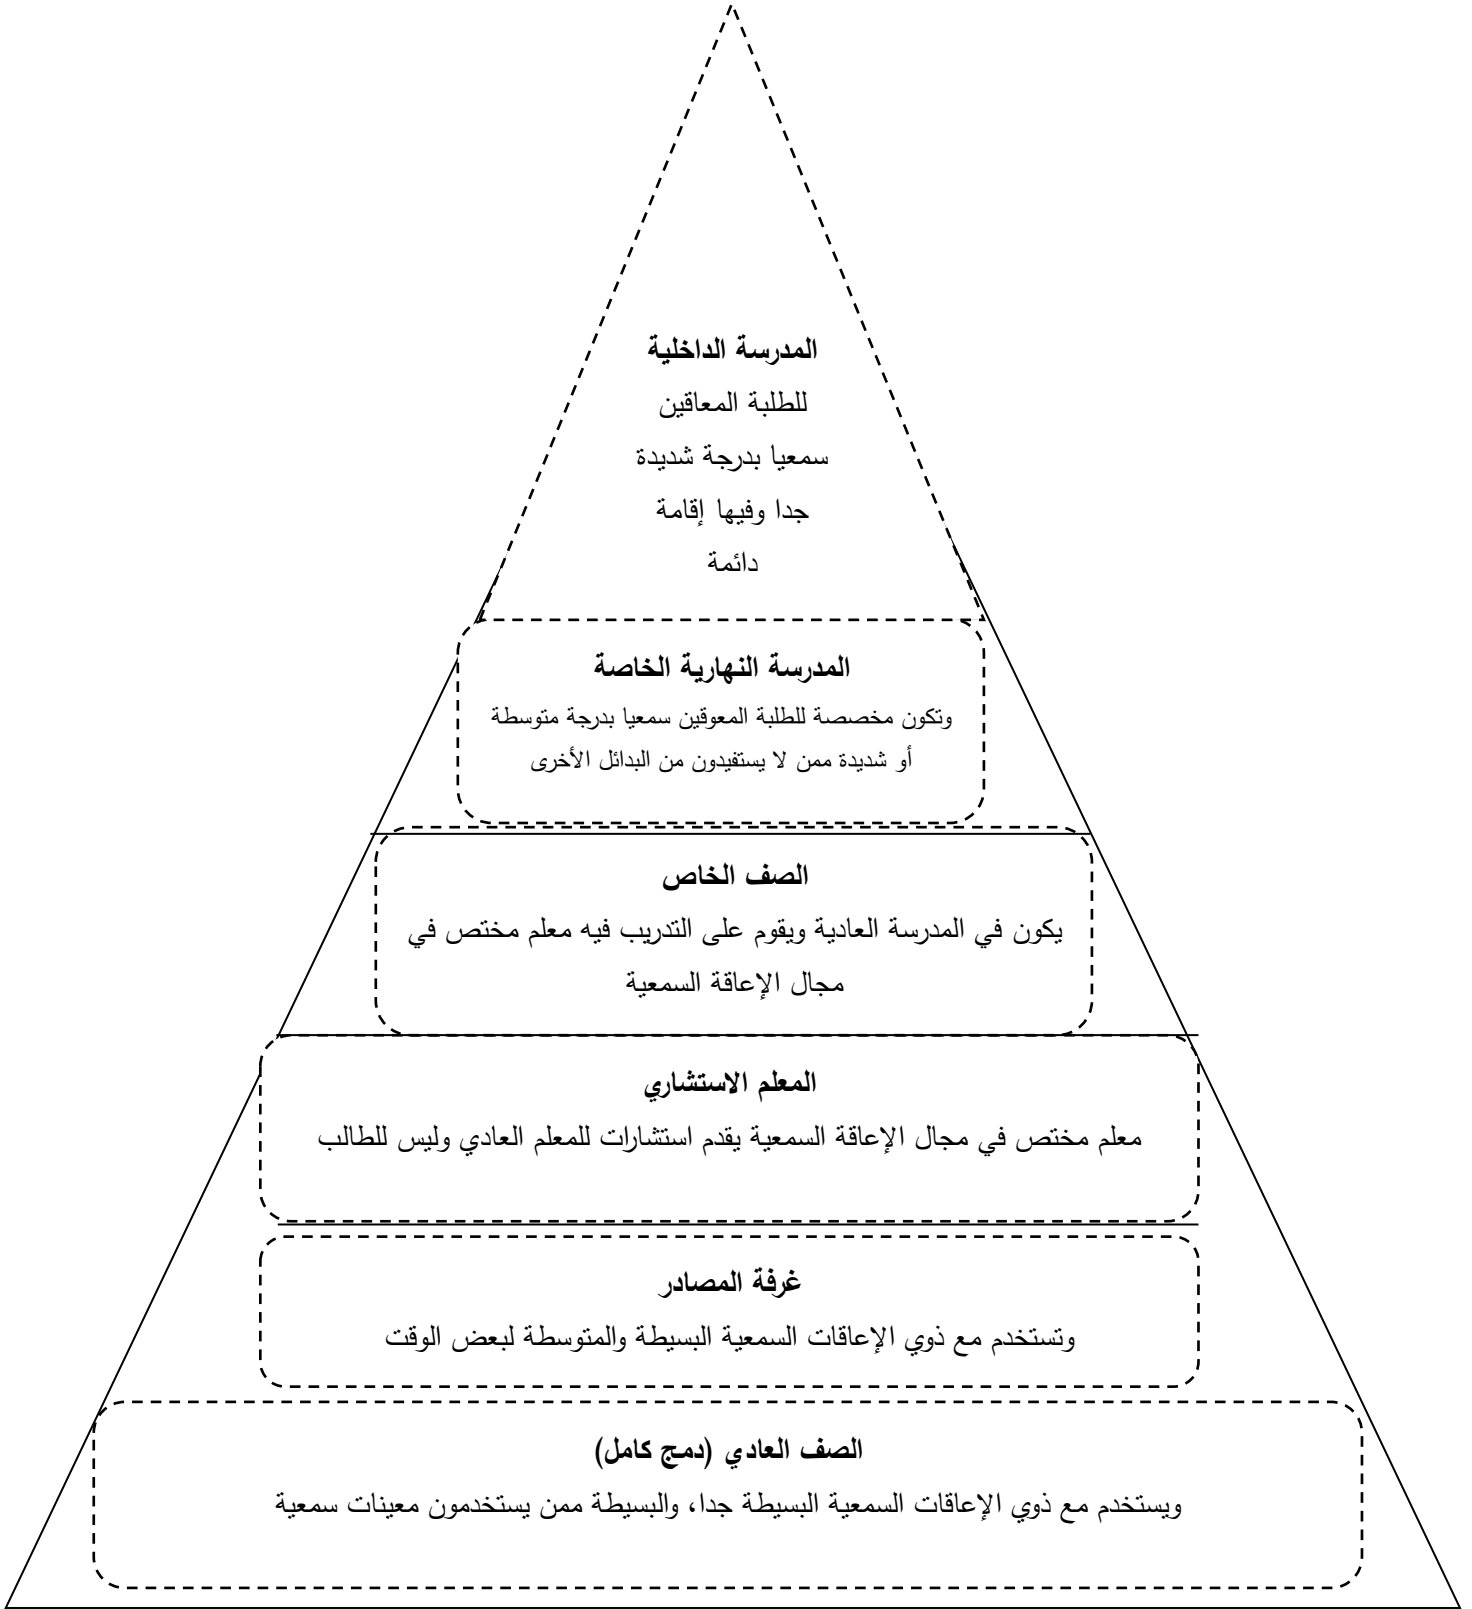 المدرسة الداخلية
للطلبة المعاقين
سمعيا بدرجة شديدة
جدا وفيها إقامة
دائمة
المدرسة النهارية الخاصة
وتكون مخصصة للطلبة المعوقين سمعيا بدرجة متوسطة
أو شديدة ممن لا يستفيدون من البدائل الأخرى
الصف الخاص
يكون في المدرسة العادية ويقوم على التدريب فيه معلم مختص في
مجال الإعاقة السمعية
المعلم الاستشاري
معلم مختص في مجال الإعاقة السمعية يقدم استشارات للمعلم العادي وليس للطالب
غرفة المصادر
وتستخدم مع ذوي الإعاقات السمعية البسيطة والمتوسطة لبعض الوقت
الصف العادي (دمج كامل)
ويستخدم مع ذوي الإعاقات السمعية البسيطة جدا، والبسيطة ممن يستخدمون معينات سمعية